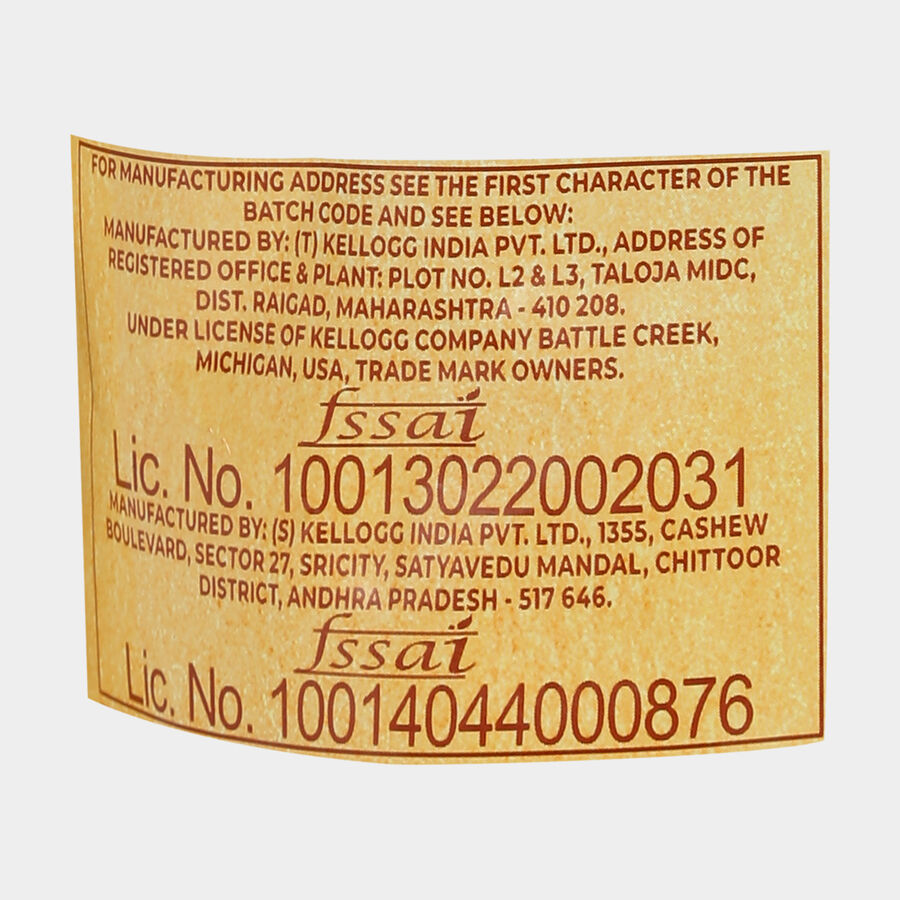 FOR MANUFACTURING ADDRESS SEE THE FIRST CHARACTER OF THE
BATCH CODE AND SEE BELOW:
MANUFACTURED BY: (T) KELLOGG INDIA PVT. LTD., ADDRESS OF
REGISTERED OFFICE & PLANT: PLOT NO. L2 & L3, TALOJA MIDC,
DIST. RAIGAD, MAHARASHTRA - 410 208.
UNDER LICENSE OF KELLOGG COMPANY BATTLE CREEK,
MICHIGAN, USA, TRADE MARK OWNERS.
fssai
Lic. No. 10013022002031
MANUFACTURED BY: (S) KELLOGG INDIA PVT. LTD., 1355, CASHEW
BOULEVARD, SECTOR 27, SRICITY, SATYAVEDU MANDAL, CHITTOOR
DISTRICT, ANDHRA PRADESH - 517 646.
fssai
Lic. No. 10014044000876